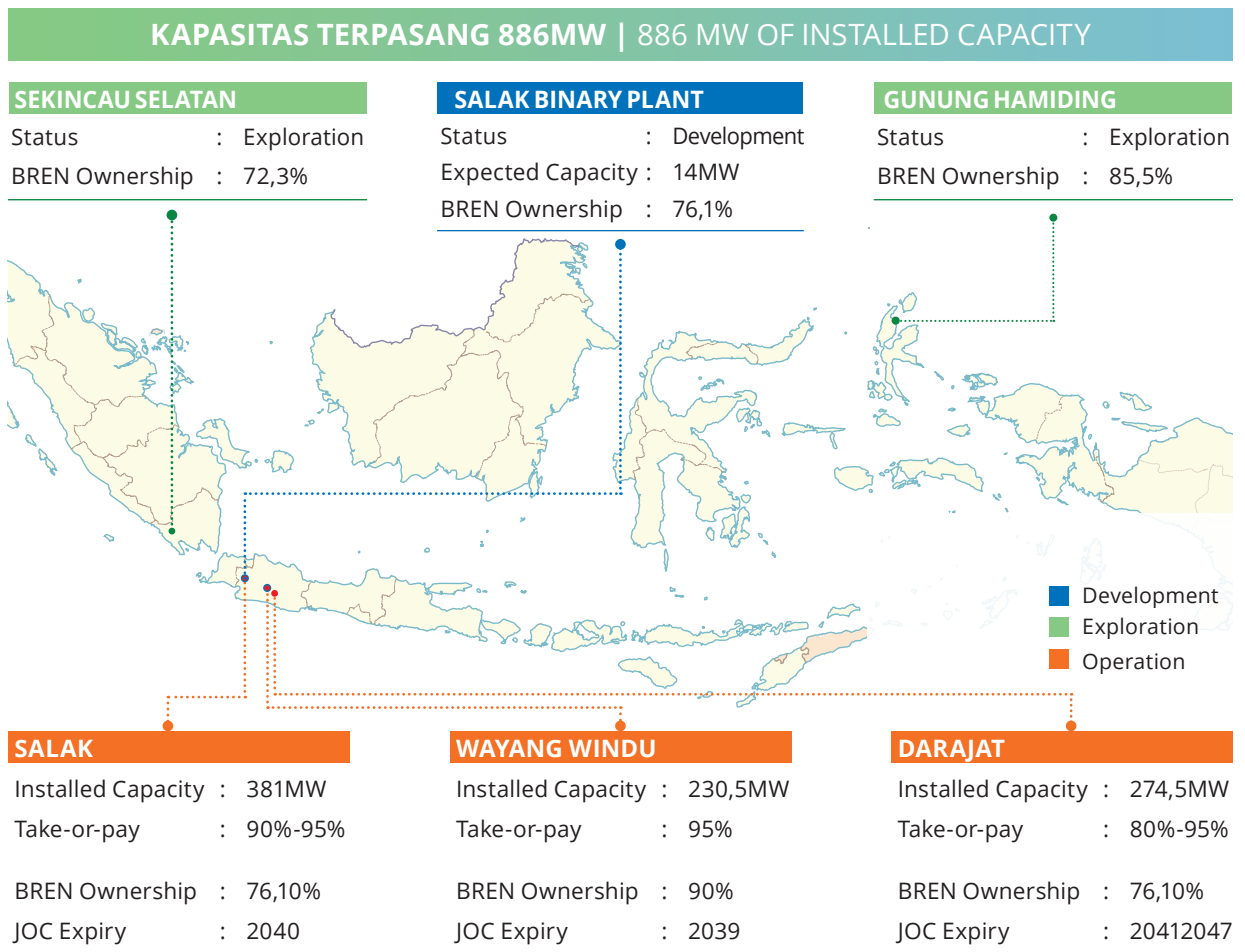 KAPASITAS TERPASANG 886MW | 886 MW OF INSTALLED CAPACITY
SEKINCAU SELATAN
Status : Exploration
BREN Ownership : 72,3%
SALAK BINARY PLANT
Status : Development
Expected Capacity : 14MW
BREN Ownership : 76,1%
GUNUNG HAMIDING
Status : Exploration
BREN Ownership : 85,5%
Development
Exploration
Operation
SALAK
Installed Capacity : 381MW
Take-or-pay : 90%-95%
BREN Ownership : 76,10%
JOC Expiry : 2040
WAYANG WINDU
Installed Capacity : 230,5MW
Take-or-pay : 95%
BREN Ownership : 90%
JOC Expiry : 2039
DARAJAT
Installed Capacity : 274,5MW
Take-or-pay : 80%-95%
BREN Ownership : 76,10%
JOC Expiry : 20412047